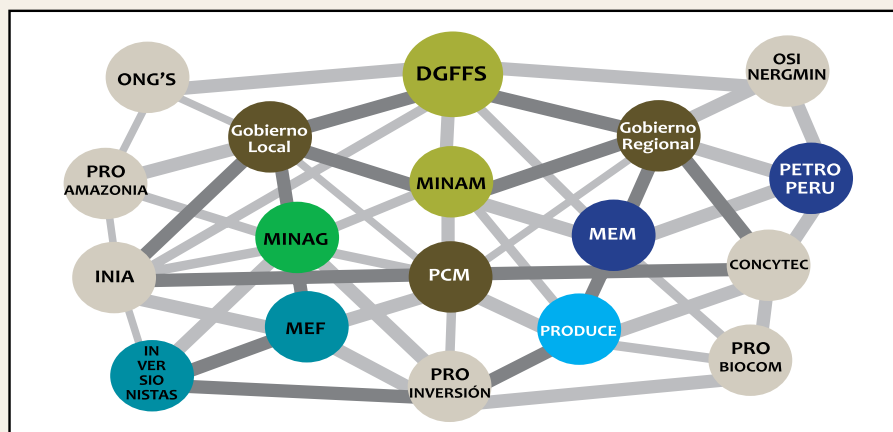 ONG'S
DGFFS
OSI
NERGMIN
Gobierno
Local
Gobierno
Regional
PRO
AMAZONIA
MINAM
PETRO
PERU
MINAG
MEM
INIA
PCM
CONCYTEC
MEF
PRODUCE
IN
VER
SIO
NISTAS
PRO
INVERSIÓN
PRO
BIOCOM